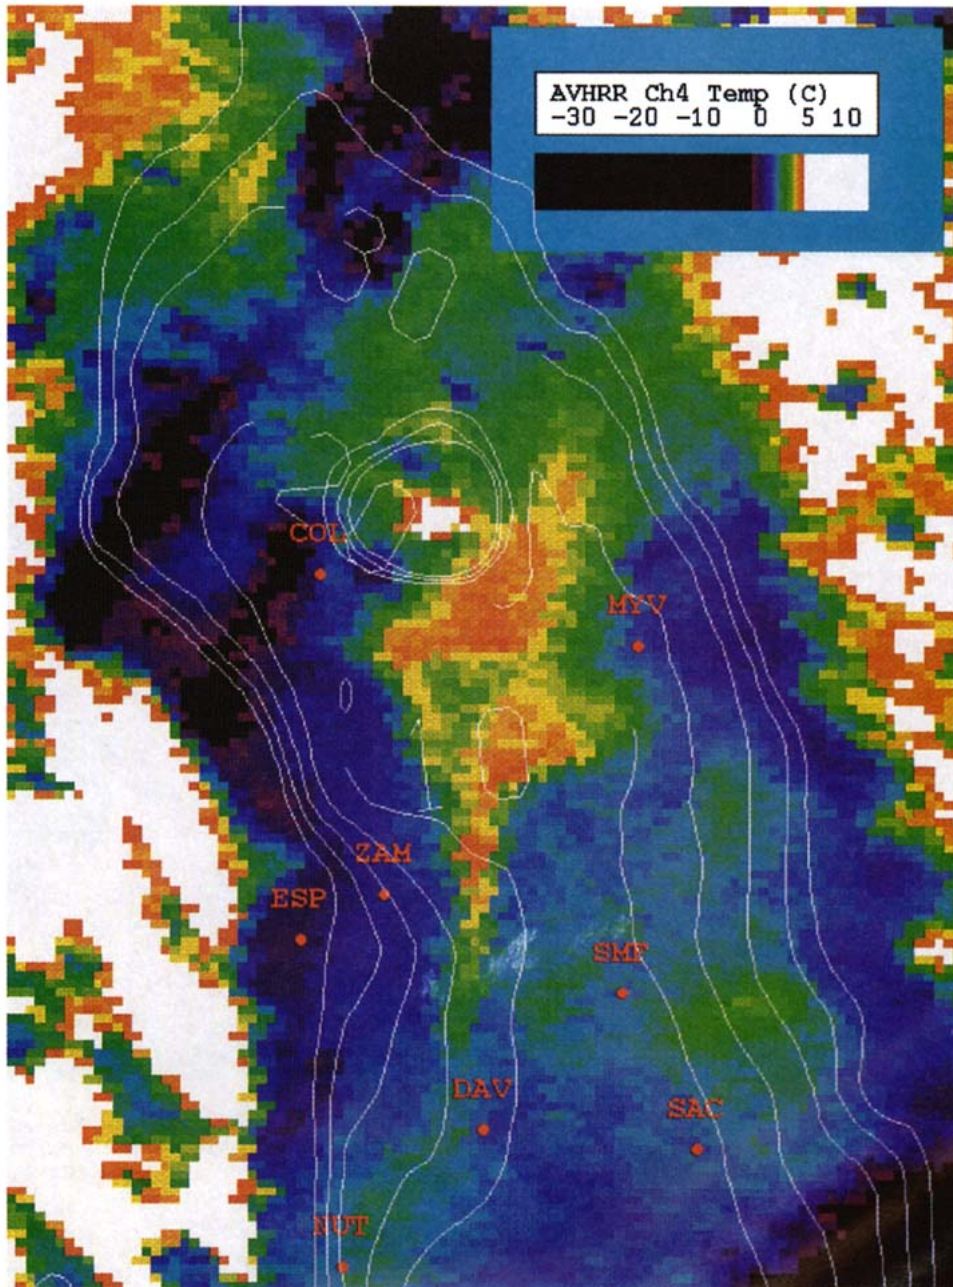 AVHRR Ch4 Temp (C)
-30 -20 -10 0 5 10
COL
MYV
ZAM
ESP
SMF
DAV
SAC
NUT